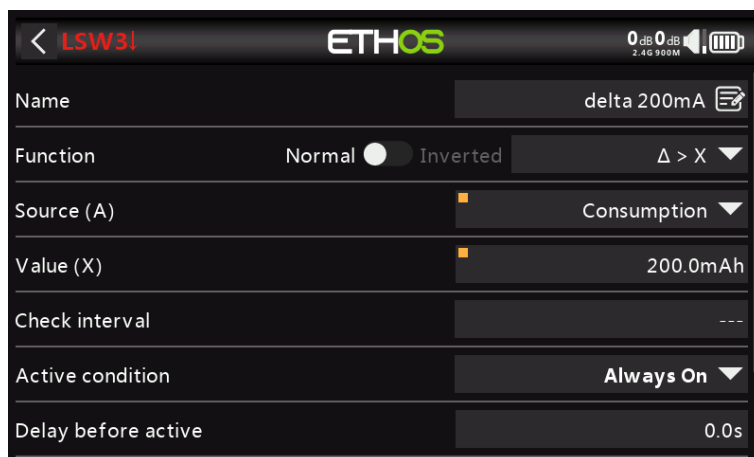 LSW3↓ ETHOS 0dB 0dB
2.4G 900M
Name delta 200mA
Function Normal Inverted Δ > X
Source (A) Consumption
Value (X) 200.0mAh
Check interval ---
Active condition Always On
Delay before active 0.0s